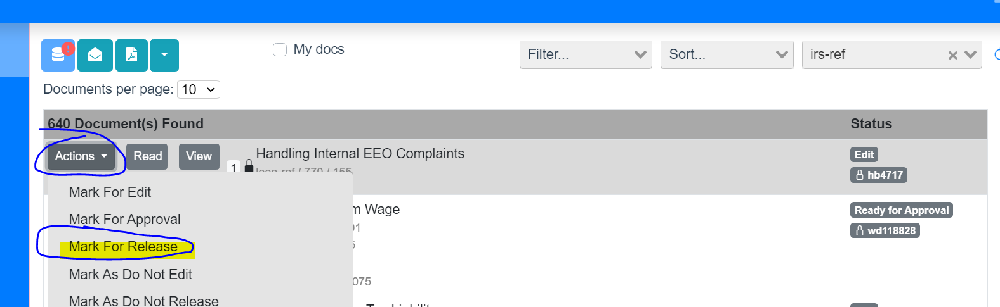 My docs
Filter...
Sort...
irs-ref
Documents per page: 10
640 Document(s) Found
Status
Actions
Read
View
1
Handling Internal EEO Complaints
Edit
hb4717
Mark For Edit
Mark For Approval
Mark For Release
Mark As Do Not Edit
Mark As Do Not Release
m Wage
01
5
075
Ready for Approval
wd118828